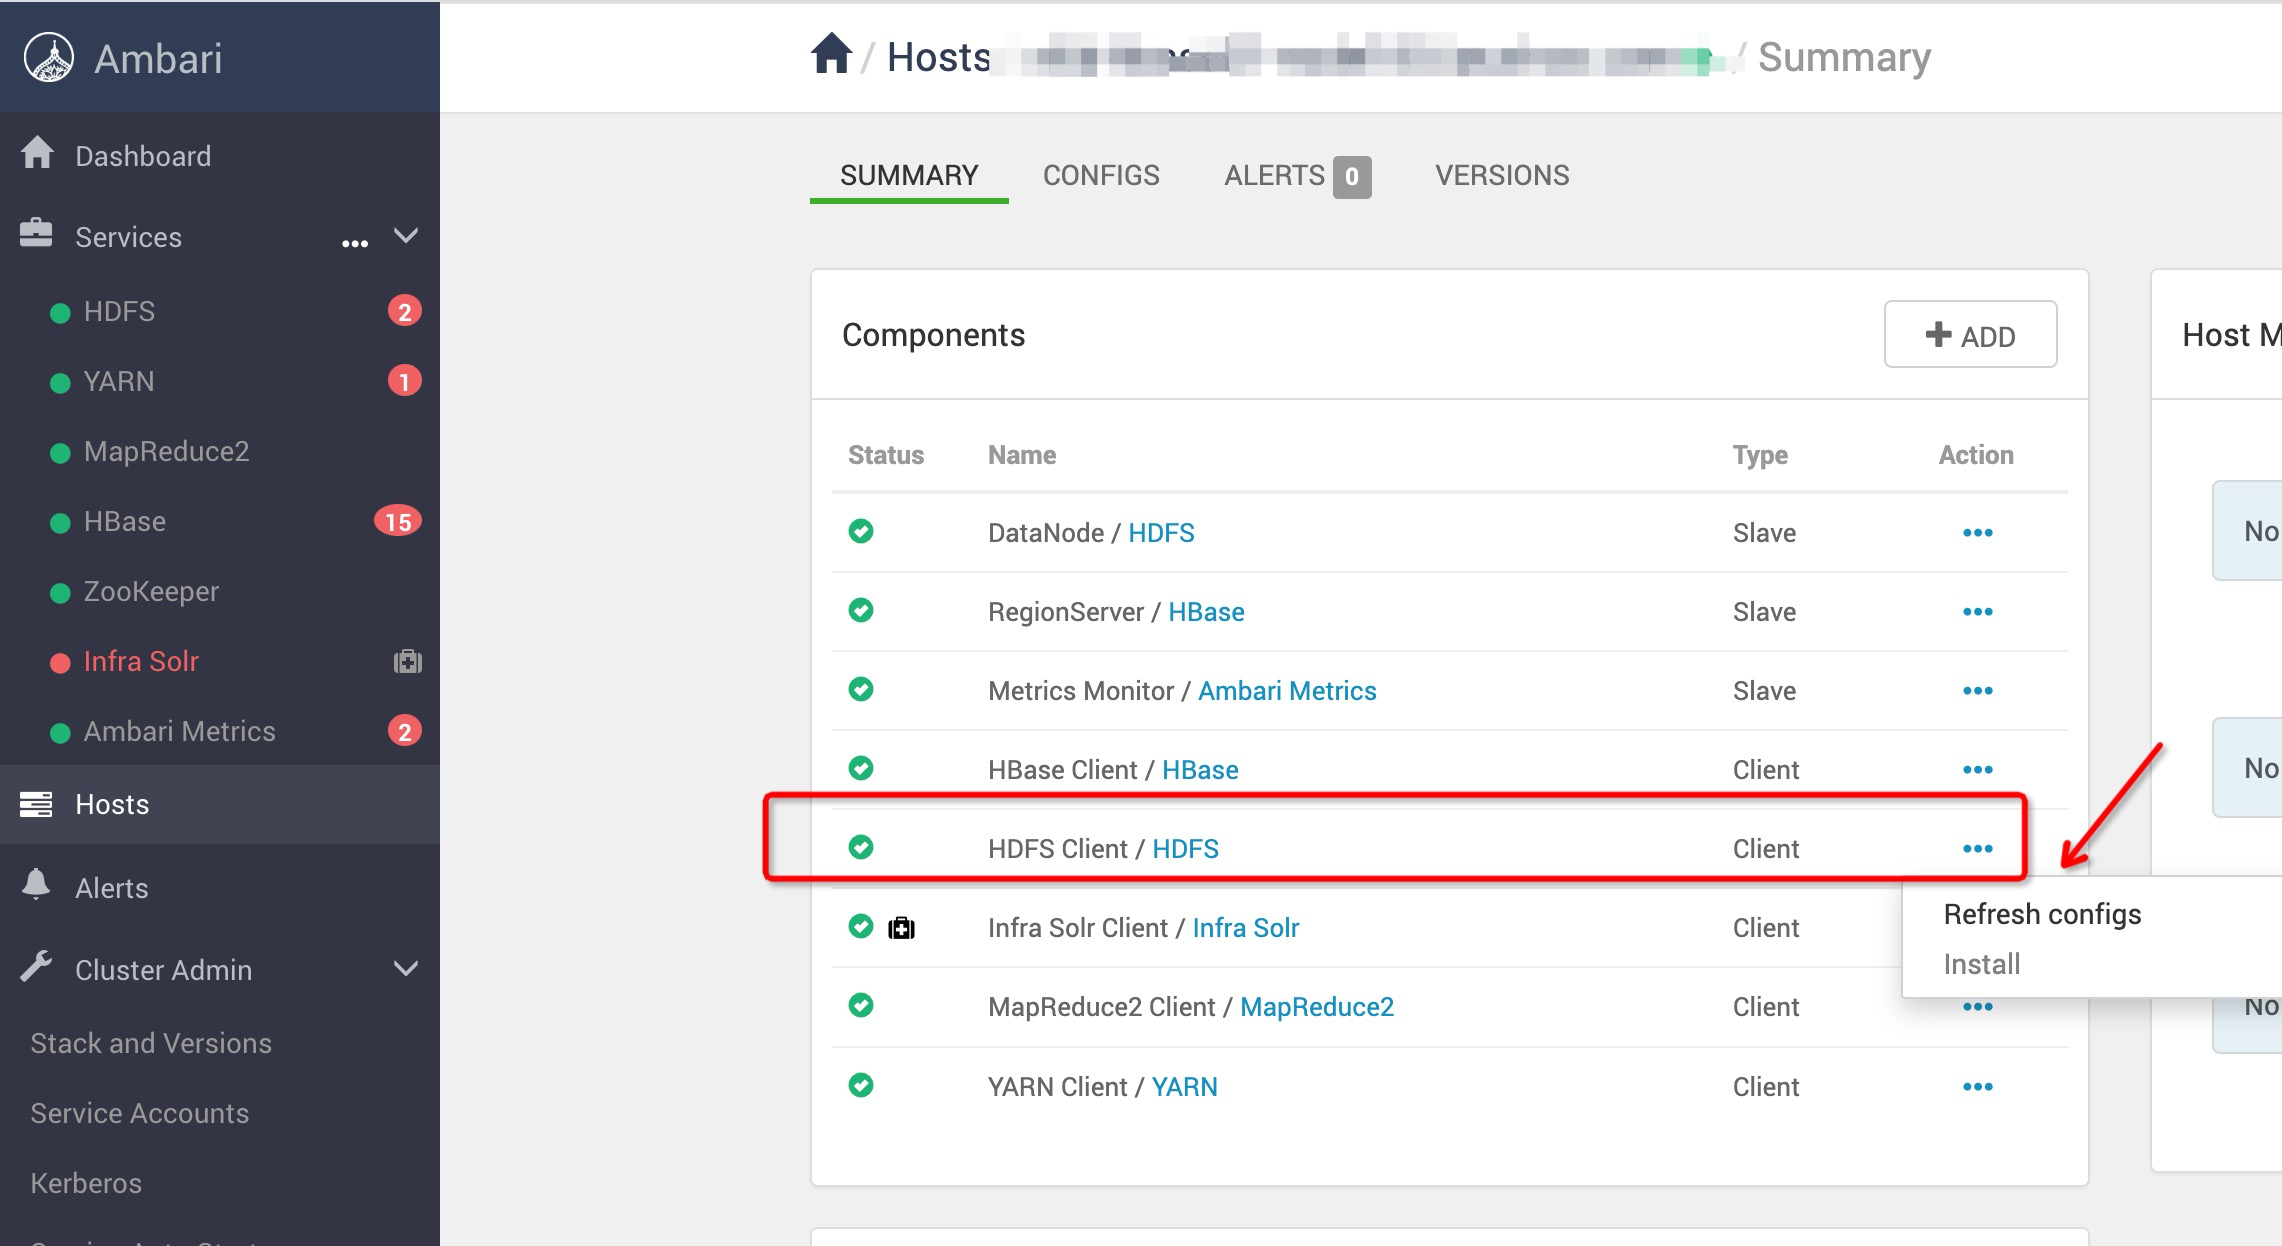 Ambari
Dashboard
Services
HDFS 2
YARN 1
MapReduce2
HBase 15
ZooKeeper
Infra Solr
Ambari Metrics 2
Hosts
Alerts
Cluster Admin
Stack and Versions
Service Accounts
Kerberos
/ Hosts / Summary
SUMMARY CONFIGS ALERTS 0 VERSIONS
Components ADD
Status Name Type Action
DataNode / HDFS Slave
RegionServer / HBase Slave
Metrics Monitor / Ambari Metrics Slave
HBase Client / HBase Client
HDFS Client / HDFS Client
Infra Solr Client / Infra Solr Client
MapReduce2 Client / MapReduce2 Client
YARN Client / YARN Client
Refresh configs
Install
Host M
No
No
No